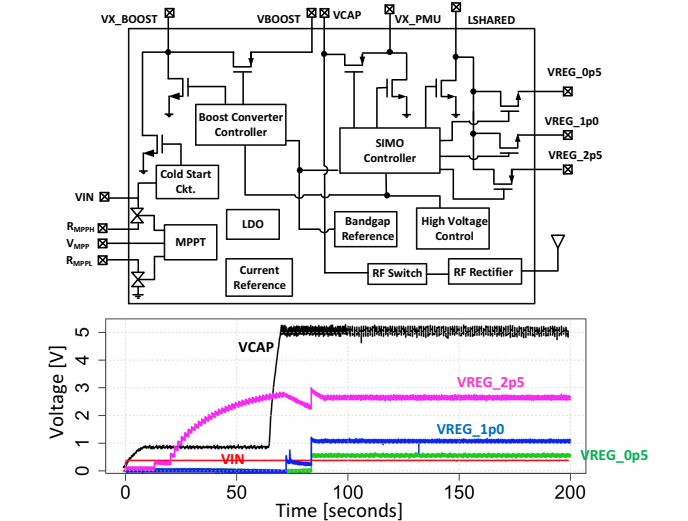 VX_BOOST VBOOST VCAP VX_PMU LSHARED
VREG_0p5
Boost Converter
Controller
VREG_1p0
SIMO
Controller
VREG_2p5
Cold Start
Ckt.
VIN
RMPPH
LDO
Bandgap
Reference
High Voltage
Control
VMPP
MPPT
RMPPL
Current
Reference
RF Switch
RF Rectifier
Voltage [V]
5
4
3
2
1
0
VCAP
VREG_2p5
VREG_1p0
VIN
VREG_0p5
0 50 100 150 200
Time [seconds]